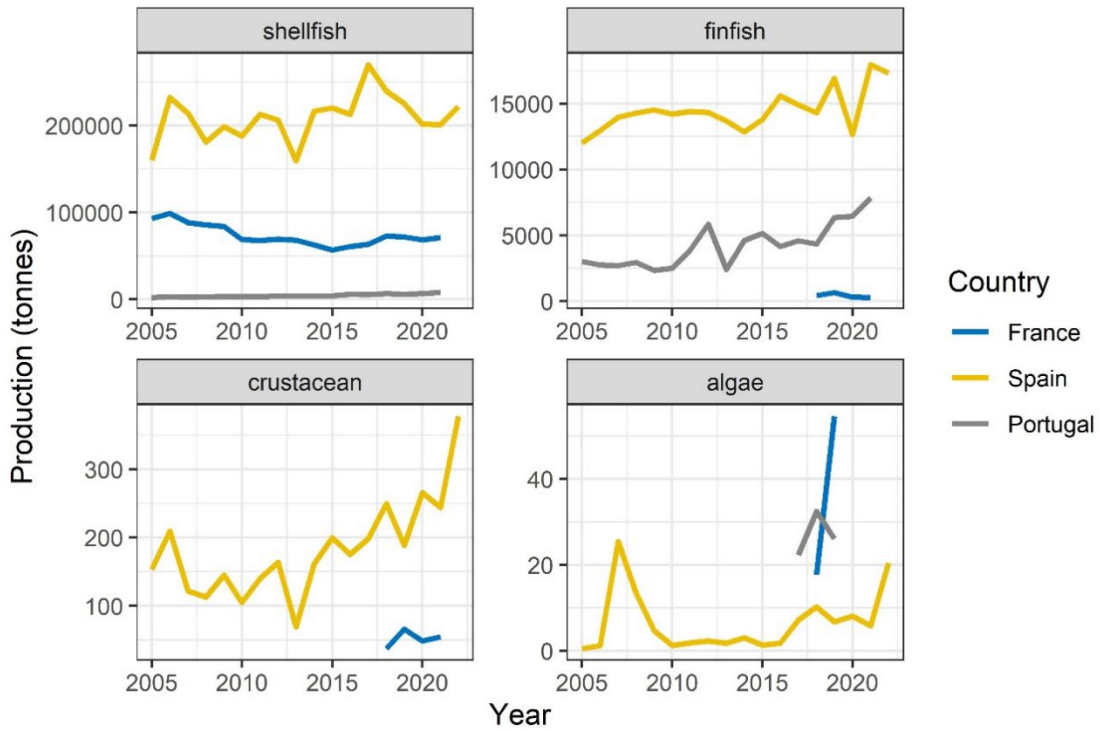 shellfish
finfish
200000
100000
0
2005 2010 2015 2020
15000
10000
5000
0
2005 2010 2015 2020
crustacean
algae
300
200
100
2005 2010 2015 2020
40
20
0
2005 2010 2015 2020
Production (tonnes)
Year
Country
France
Spain
Portugal